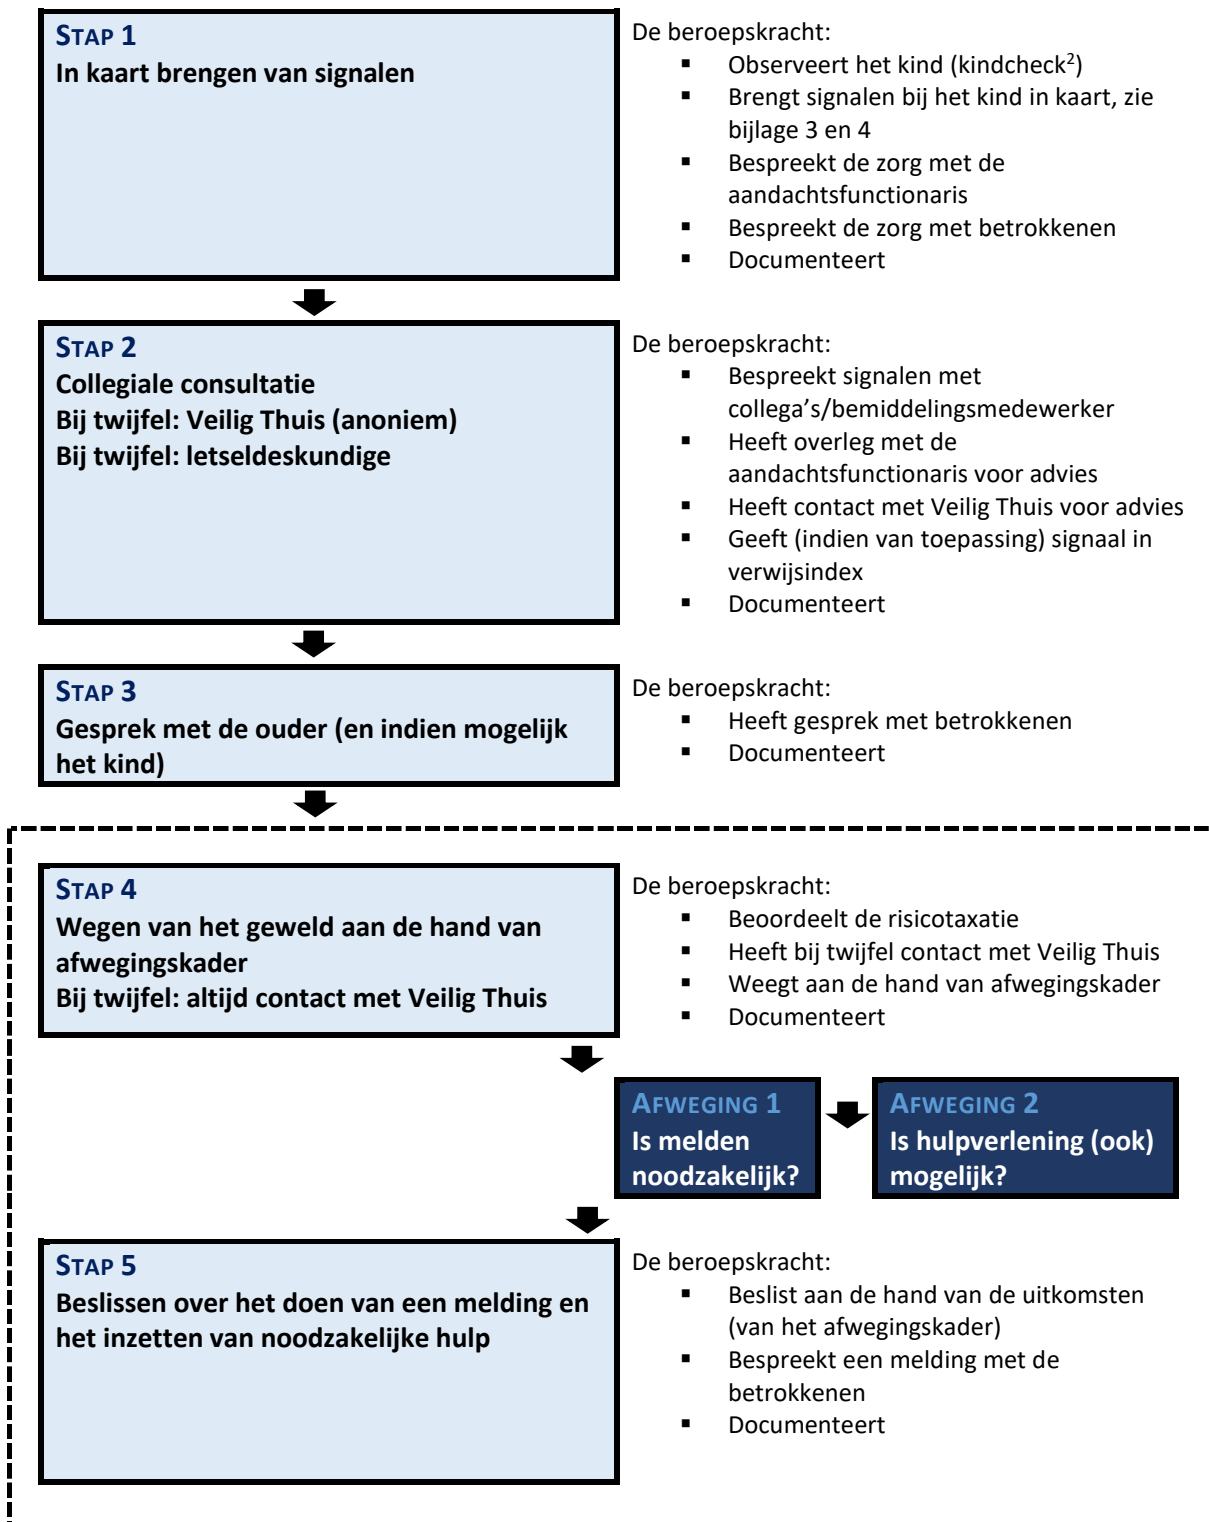 STAP 1
In kaart brengen van signalen
De beroepskracht:
▪ Observeert het kind (kindcheck²)
▪ Brengt signalen bij het kind in kaart, zie
bijlage 3 en 4
▪ Bespreekt de zorg met de
aandachtsfunctionaris
▪ Bespreekt de zorg met betrokkenen
▪ Documenteert
STAP 2
Collegiale consultatie
Bij twijfel: Veilig Thuis (anoniem)
Bij twijfel: letseldeskundige
De beroepskracht:
▪ Bespreekt signalen met
collega’s/bemiddelingsmedewerker
▪ Heeft overleg met de
aandachtsfunctionaris voor advies
▪ Heeft contact met Veilig Thuis voor advies
▪ Geeft (indien van toepassing) signaal in
verwijsindex
▪ Documenteert
STAP 3
Gesprek met de ouder (en indien mogelijk
het kind)
De beroepskracht:
▪ Heeft gesprek met betrokkenen
▪ Documenteert
STAP 4
Wegen van het geweld aan de hand van
afwegingskader
Bij twijfel: altijd contact met Veilig Thuis
De beroepskracht:
▪ Beoordeelt de risicotaxatie
▪ Heeft bij twijfel contact met Veilig Thuis
▪ Weegt aan de hand van afwegingskader
▪ Documenteert
AFWEGING 1
Is melden
noodzakelijk?
AFWEGING 2
Is hulpverlening (ook)
mogelijk?
STAP 5
Beslissen over het doen van een melding en
het inzetten van noodzakelijke hulp
De beroepskracht:
▪ Beslist aan de hand van de uitkomsten
(van het afwegingskader)
▪ Bespreekt een melding met de
betrokkenen
▪ Documenteert